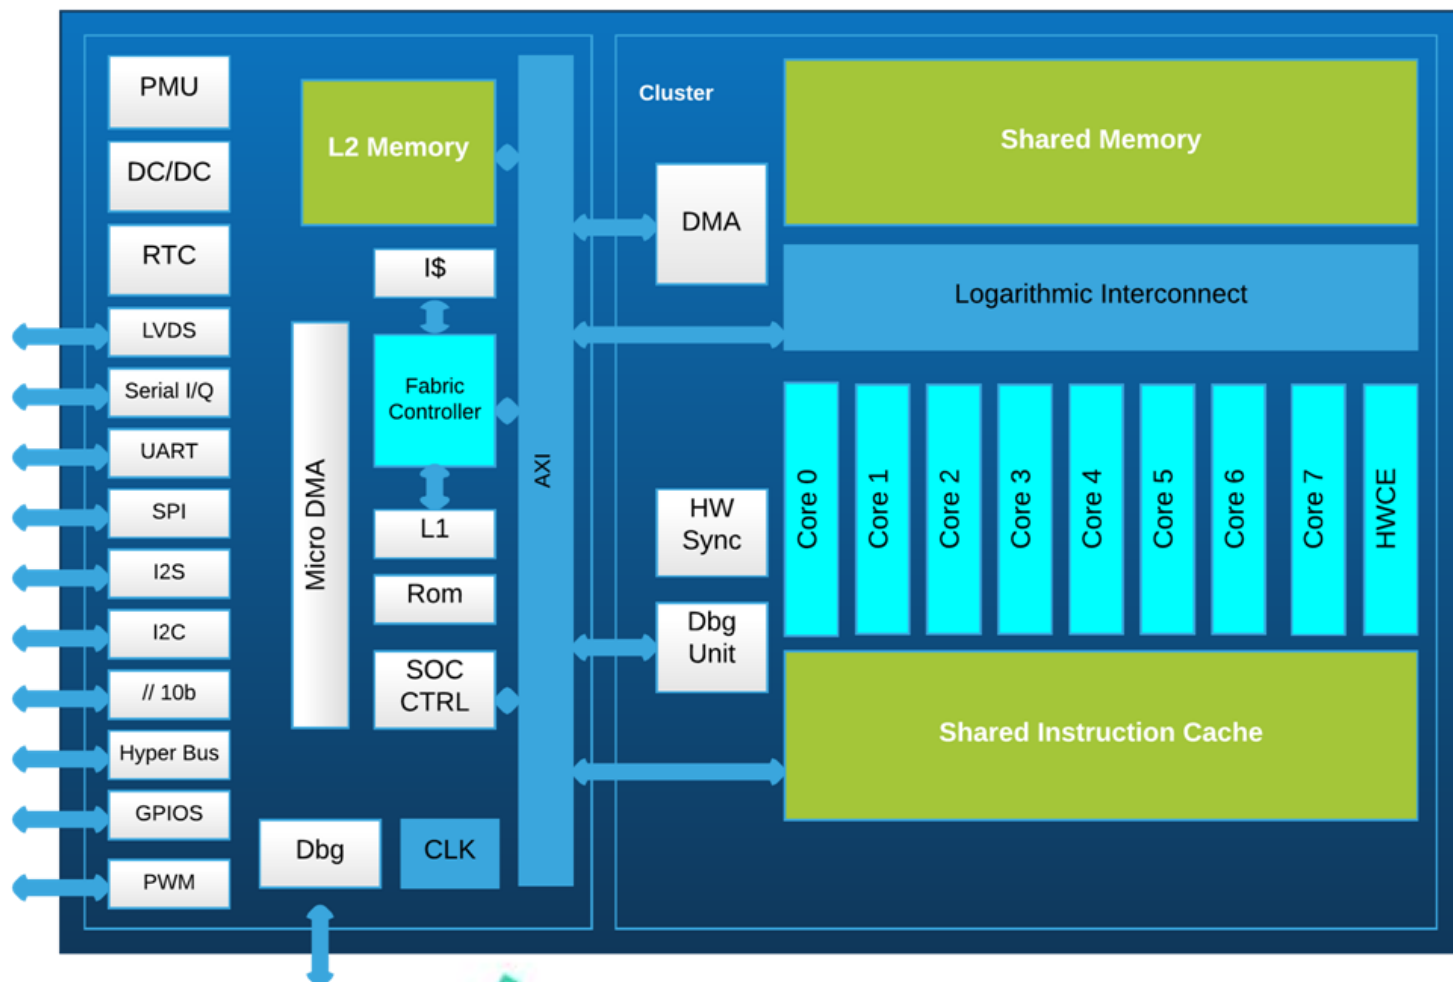 PMU
DC/DC
RTC
LVDS
Serial I/Q
UART
SPI
I2S
I2C
// 10b
Hyper Bus
GPIOS
PWM
L2 Memory
I$
Fabric
Controller
L1
Rom
SOC
CTRL
Micro DMA
Dbg
CLK
AXI
Cluster
DMA
HW
Sync
Dbg
Unit
Shared Memory
Logarithmic Interconnect
Core 0
Core 1
Core 2
Core 3
Core 4
Core 5
Core 6
Core 7
HWCE
Shared Instruction Cache